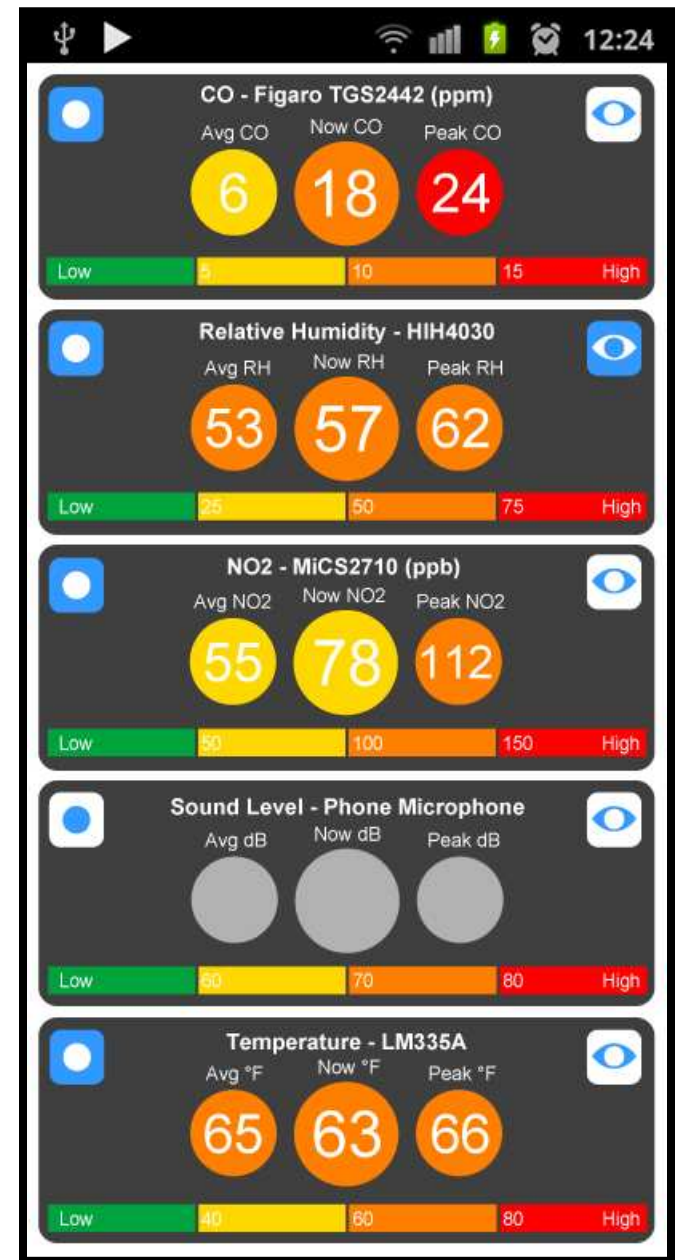 12:24
CO - Figaro TGS2442 (ppm)
Avg CO Now CO Peak CO
6 18 24
Low 5 10 15 High
Relative Humidity - HIH4030
Avg RH Now RH Peak RH
53 57 62
Low 25 50 75 High
NO2 - MiCS2710 (ppb)
Avg NO2 Now NO2 Peak NO2
55 78 112
Low 50 100 150 High
Sound Level - Phone Microphone
Avg dB Now dB Peak dB
Low 60 70 80 High
Temperature - LM335A
Avg °F Now °F Peak °F
65 63 66
Low 40 60 80 High